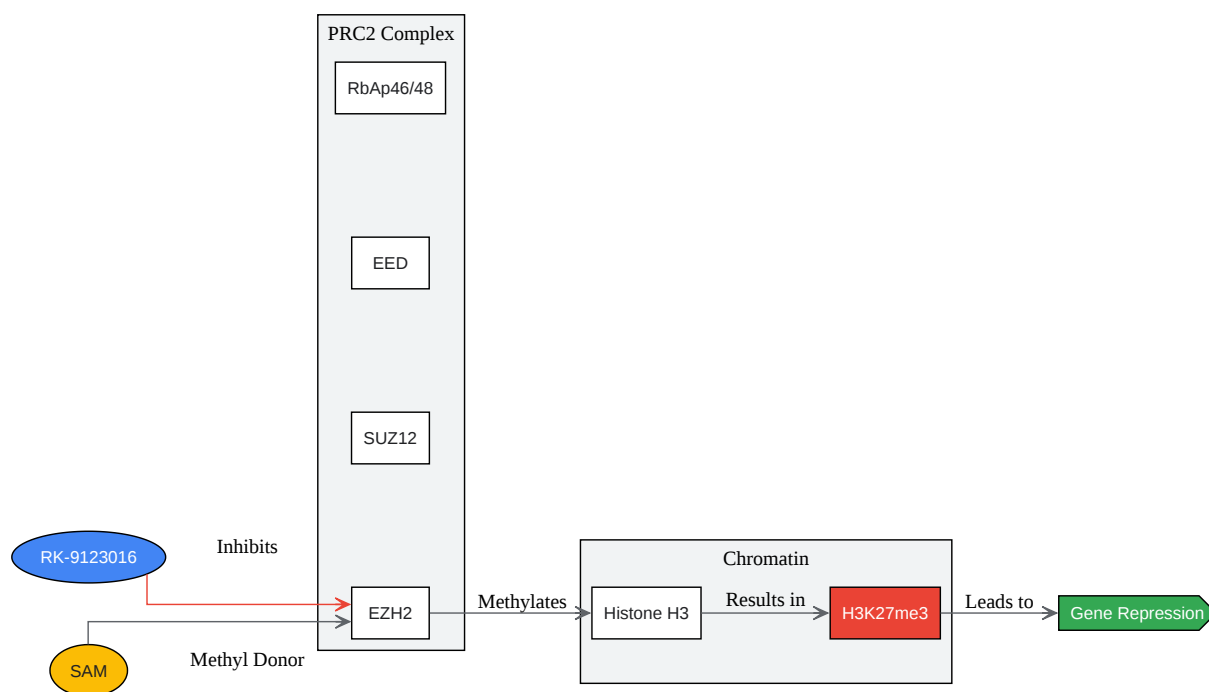 PRC2 Complex
RbAp46/48
EED
SUZ12
RK-9123016
Inhibits
EZH2
Methylates
Chromatin
Histone H3
Results in
H3K27me3
Leads to
Gene Repression
SAM
Methyl Donor